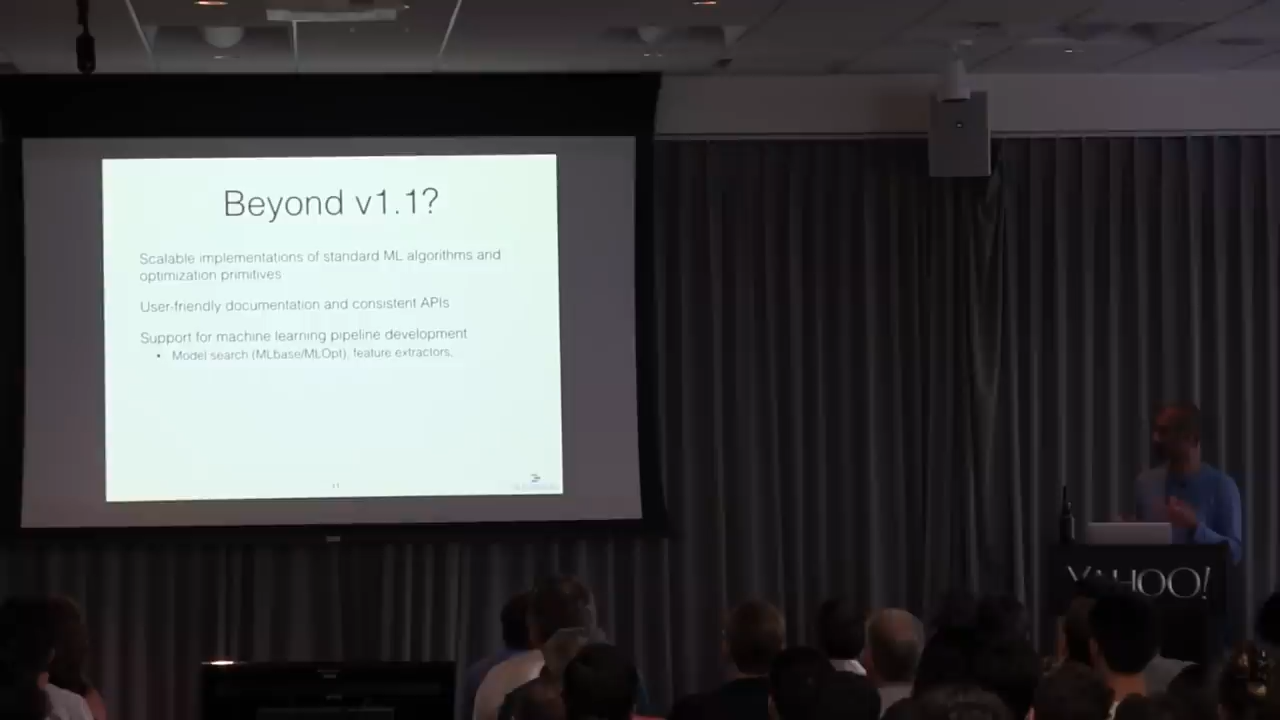 Beyond v1.1?
Scalable implementations of standard ML algorithms and
optimization primitives
User-friendly documentation and consistent APIs
Support for machine learning pipeline development
• Model search (MLbase/MLOpt), feature extractors,
YAHOO!